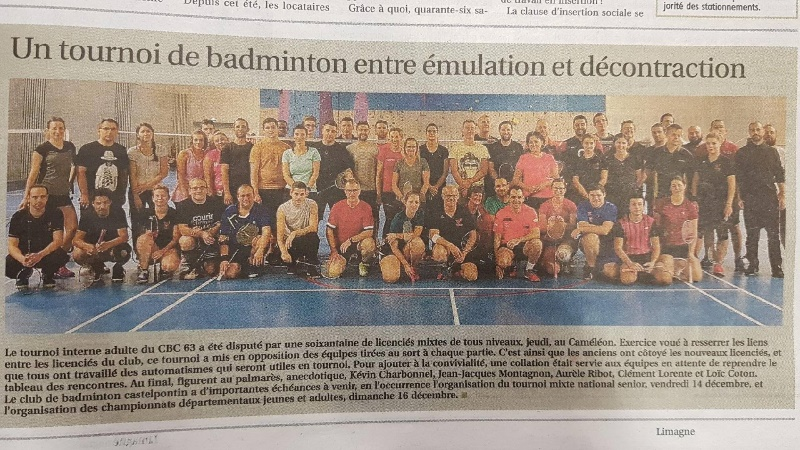 Depuis cet été, les locataires
Grâce à quoi, quarante-six sa-
La clause d'insertion sociale se
jorité des stationnements.
Un tournoi de badminton entre émulation et décontraction
Le tournoi interne adulte du CBC 63 a été disputé par une soixantaine de licenciés mixtes de tous niveaux, jeudi, au Caméléon. Exercice voué à resserrer les liens
entre les licenciés du club, ce tournoi a mis en opposition des équipes tirées au sort à chaque partie. C'est ainsi que les anciens ont côtoyé les nouveaux licenciés, et
que tous ont travaillé des automatismes qui seront utiles en tournoi. Pour ajouter à la convivialité, une collation était servie aux équipes en attente de reprendre le
tableau des rencontres. Au final, figurent au palmarès, anecdotique, Kévin Charbonnel, Jean-Jacques Montagnon, Aurèle Ribot, Clément Lorente et Loïc Coton.
Le club de badminton castelpontin a d'importantes échéances à venir, en l'occurrence l'organisation du tournoi mixte national senior, vendredi 14 décembre, et
l'organisation des championnats départementaux jeunes et adultes, dimanche 16 décembre.
Limagne